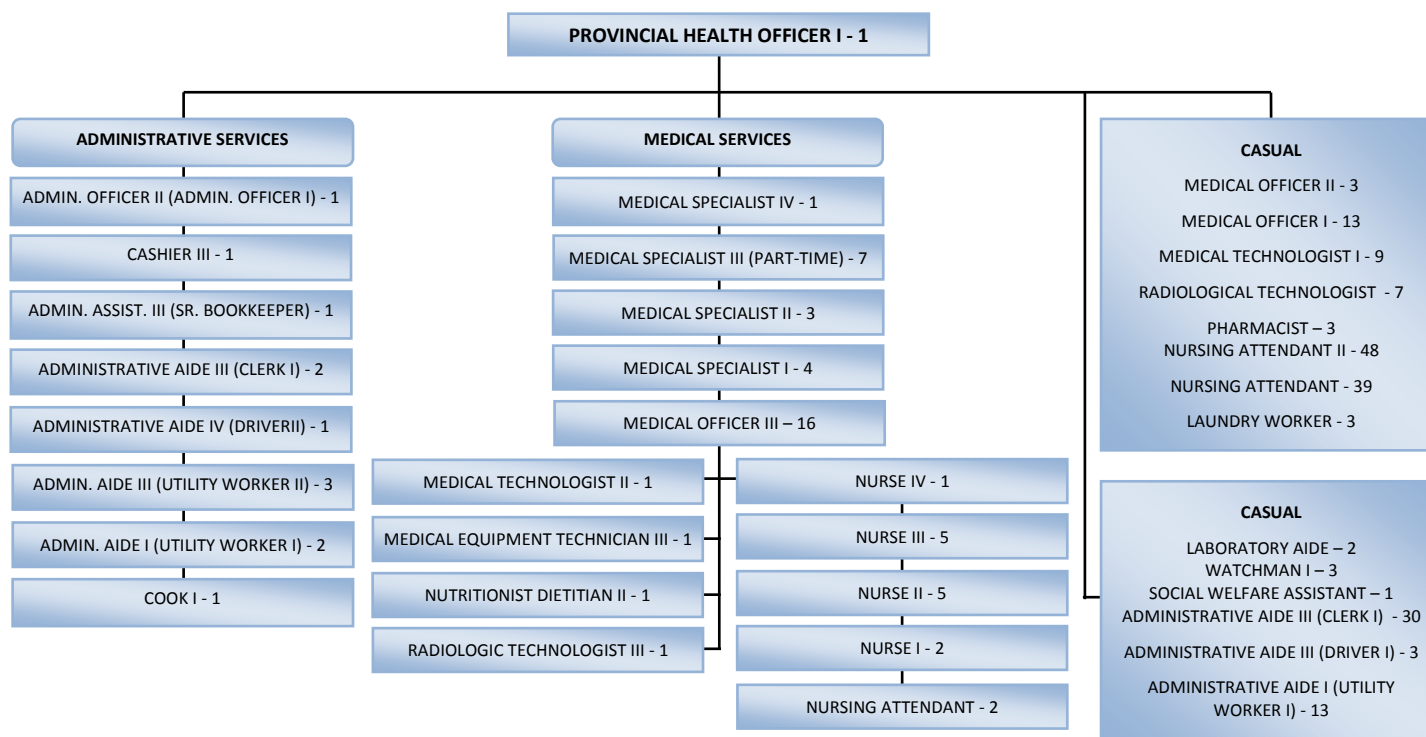 PROVINCIAL HEALTH OFFICER I - 1
ADMINISTRATIVE SERVICES
ADMIN. OFFICER II (ADMIN. OFFICER I) - 1
CASHIER III - 1
ADMIN. ASSIST. III (SR. BOOKKEEPER) - 1
ADMINISTRATIVE AIDE III (CLERK I) - 2
ADMINISTRATIVE AIDE IV (DRIVERII) - 1
ADMIN. AIDE III (UTILITY WORKER II) - 3
ADMIN. AIDE I (UTILITY WORKER I) - 2
COOK I - 1
MEDICAL SERVICES
MEDICAL SPECIALIST IV - 1
MEDICAL SPECIALIST III (PART-TIME) - 7
MEDICAL SPECIALIST II - 3
MEDICAL SPECIALIST I - 4
MEDICAL OFFICER III – 16
MEDICAL TECHNOLOGIST II - 1
MEDICAL EQUIPMENT TECHNICIAN III - 1
NUTRITIONIST DIETITIAN II - 1
RADIOLOGIC TECHNOLOGIST III - 1
NURSE IV - 1
NURSE III - 5
NURSE II - 5
NURSE I - 2
NURSING ATTENDANT - 2
CASUAL
MEDICAL OFFICER II - 3
MEDICAL OFFICER I - 13
MEDICAL TECHNOLOGIST I - 9
RADIOLOGICAL TECHNOLOGIST - 7
PHARMACIST – 3
NURSING ATTENDANT II - 48
NURSING ATTENDANT - 39
LAUNDRY WORKER - 3
CASUAL
LABORATORY AIDE – 2
WATCHMAN I – 3
SOCIAL WELFARE ASSISTANT – 1
ADMINISTRATIVE AIDE III (CLERK I) - 30
ADMINISTRATIVE AIDE III (DRIVER I) - 3
ADMINISTRATIVE AIDE I (UTILITY
WORKER I) - 13